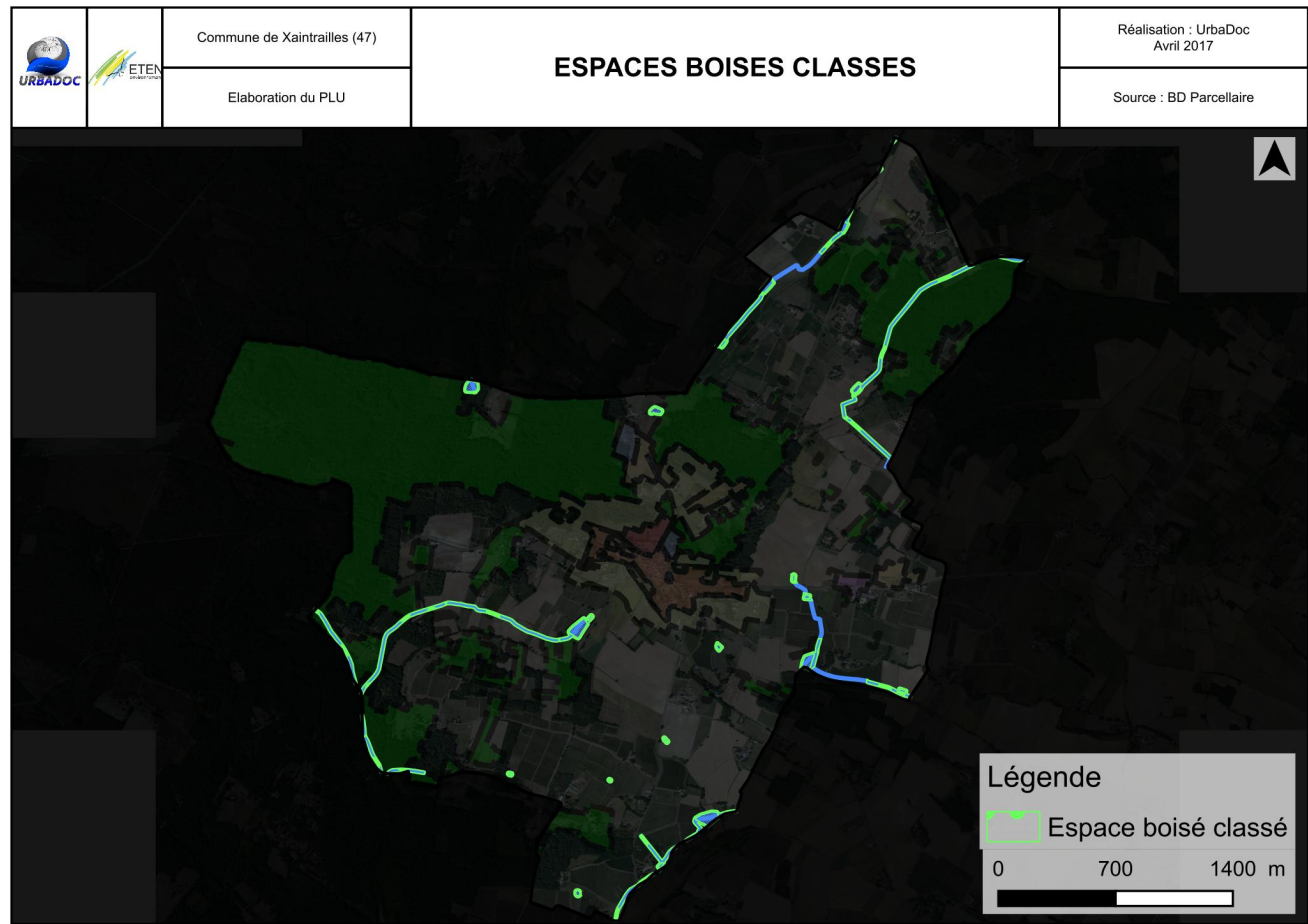 URBADOC
ETEN
Commune de Xaintrailles (47)
Elaboration du PLU
ESPACES BOISES CLASSES
Réalisation : UrbaDoc
Avril 2017
Source : BD Parcellaire
Légende
Espace boisé classé
0 700 1400 m